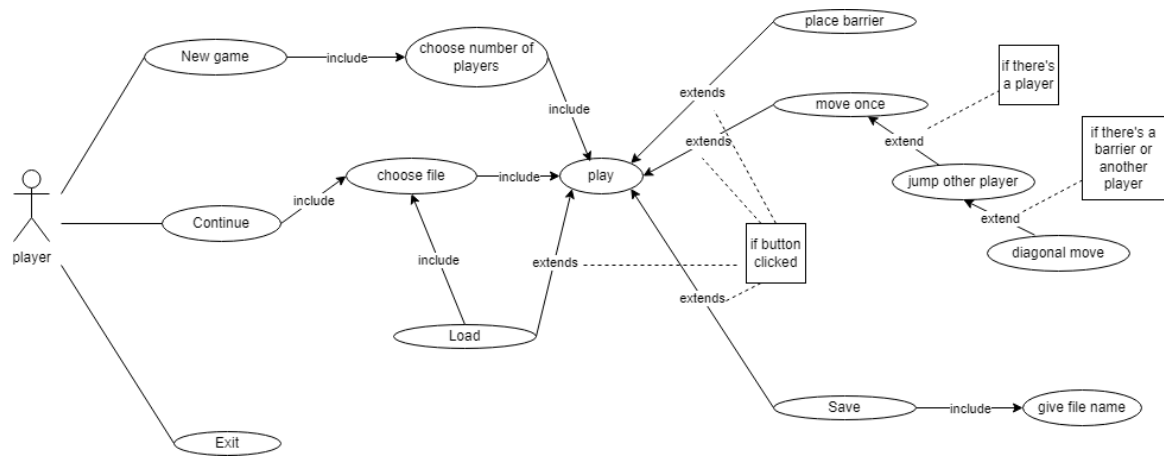 place barrier
New game
include
choose number of
players
include
extends
if there's
a player
move once
extends
extend
if there's a
barrier or
another
player
choose file
include
play
jump other player
include
player
Continue
extend
if button
clicked
diagonal move
include
extends
extends
Load
Save
include
give file name
Exit